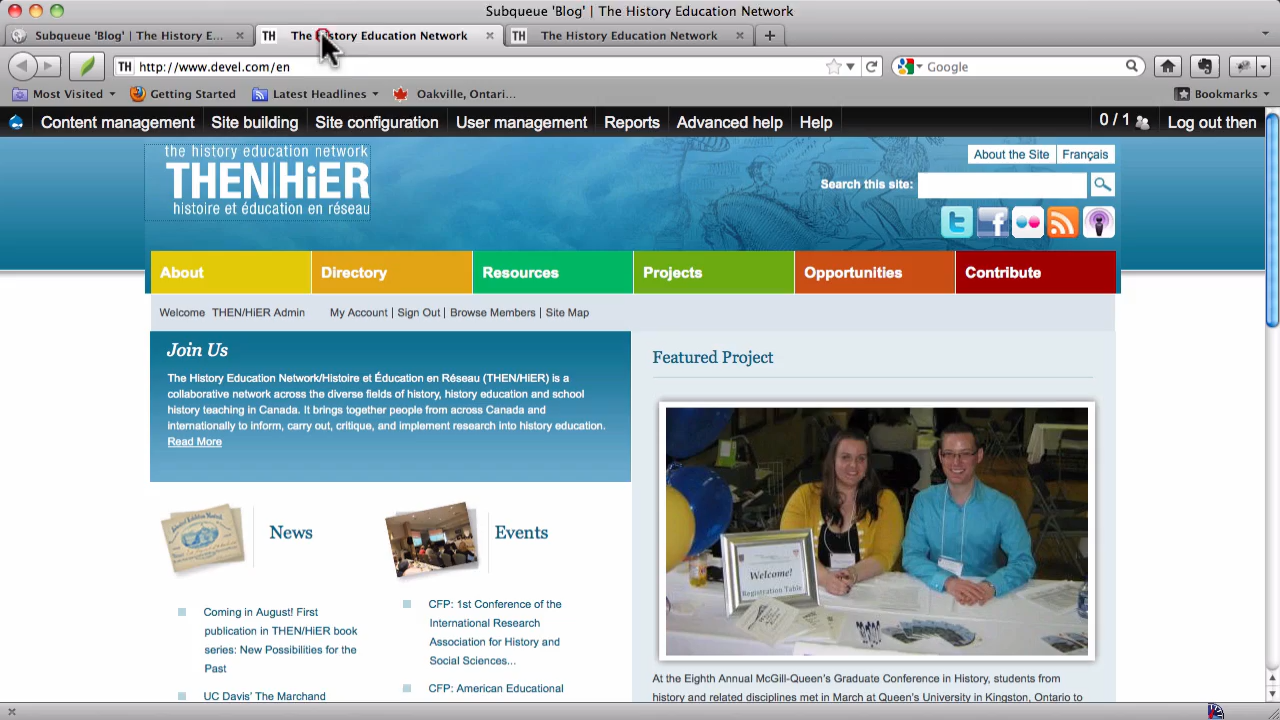 Subqueue 'Blog' | The History Education Network
Subqueue 'Blog' | The History E...
The History Education Network
The History Education Network
http://www.devel.com/en
Google
Most Visited
Getting Started
Latest Headlines
Oakville, Ontari...
Bookmarks
Content management
Site building
Site configuration
User management
Reports
Advanced help
Help
0 / 1
Log out then
the history education network
THEN|HiER
histoire et éducation en réseau
About the Site
Français
Search this site:
About
Directory
Resources
Projects
Opportunities
Contribute
Welcome THEN/HiER Admin
My Account | Sign Out | Browse Members | Site Map
Join Us
The History Education Network/Histoire et Éducation en Réseau (THEN/HiER) is a
collaborative network across the diverse fields of history, history education and school
history teaching in Canada. It brings together people from across Canada and
internationally to inform, carry out, critique, and implement research into history education.
Read More
News
Coming in August! First
publication in THEN/HiER book
series: New Possibilities for the
Past
UC Davis' The Marchand
Events
CFP: 1st Conference of the
International Research
Association for History and
Social Sciences...
CFP: American Educational
Featured Project
Welcome!
Registration Table
At the Eighth Annual McGill-Queen's Graduate Conference in History, students from
history and related disciplines met in March at Queen's University in Kingston, Ontario to